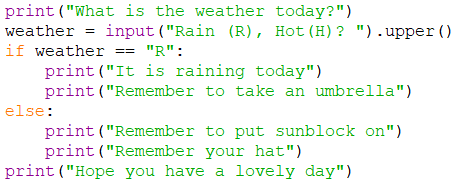 print("What is the weather today?")
weather = input("Rain (R), Hot(H)? ").upper()
if weather == "R":
    print("It is raining today")
    print("Remember to take an umbrella")
else:
    print("Remember to put sunblock on")
    print("Remember your hat")
print("Hope you have a lovely day")